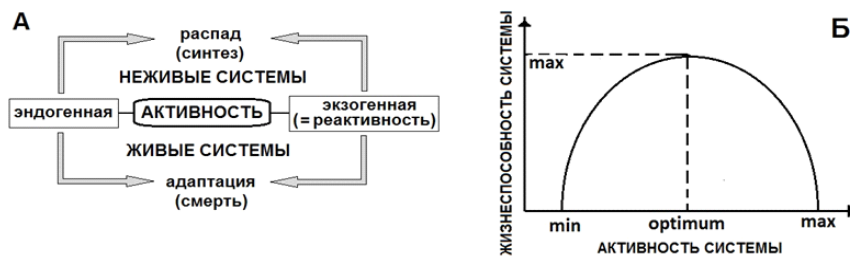 А
распад
(синтез)
НЕЖИВЫЕ СИСТЕМЫ
эндогенная
АКТИВНОСТЬ
экзогенная
(= реактивность)
ЖИВЫЕ СИСТЕМЫ
адаптация
(смерть)
Б
ЖИЗНЕСПОСОБНОСТЬ СИСТЕМЫ
max
min
optimum
max
АКТИВНОСТЬ СИСТЕМЫ